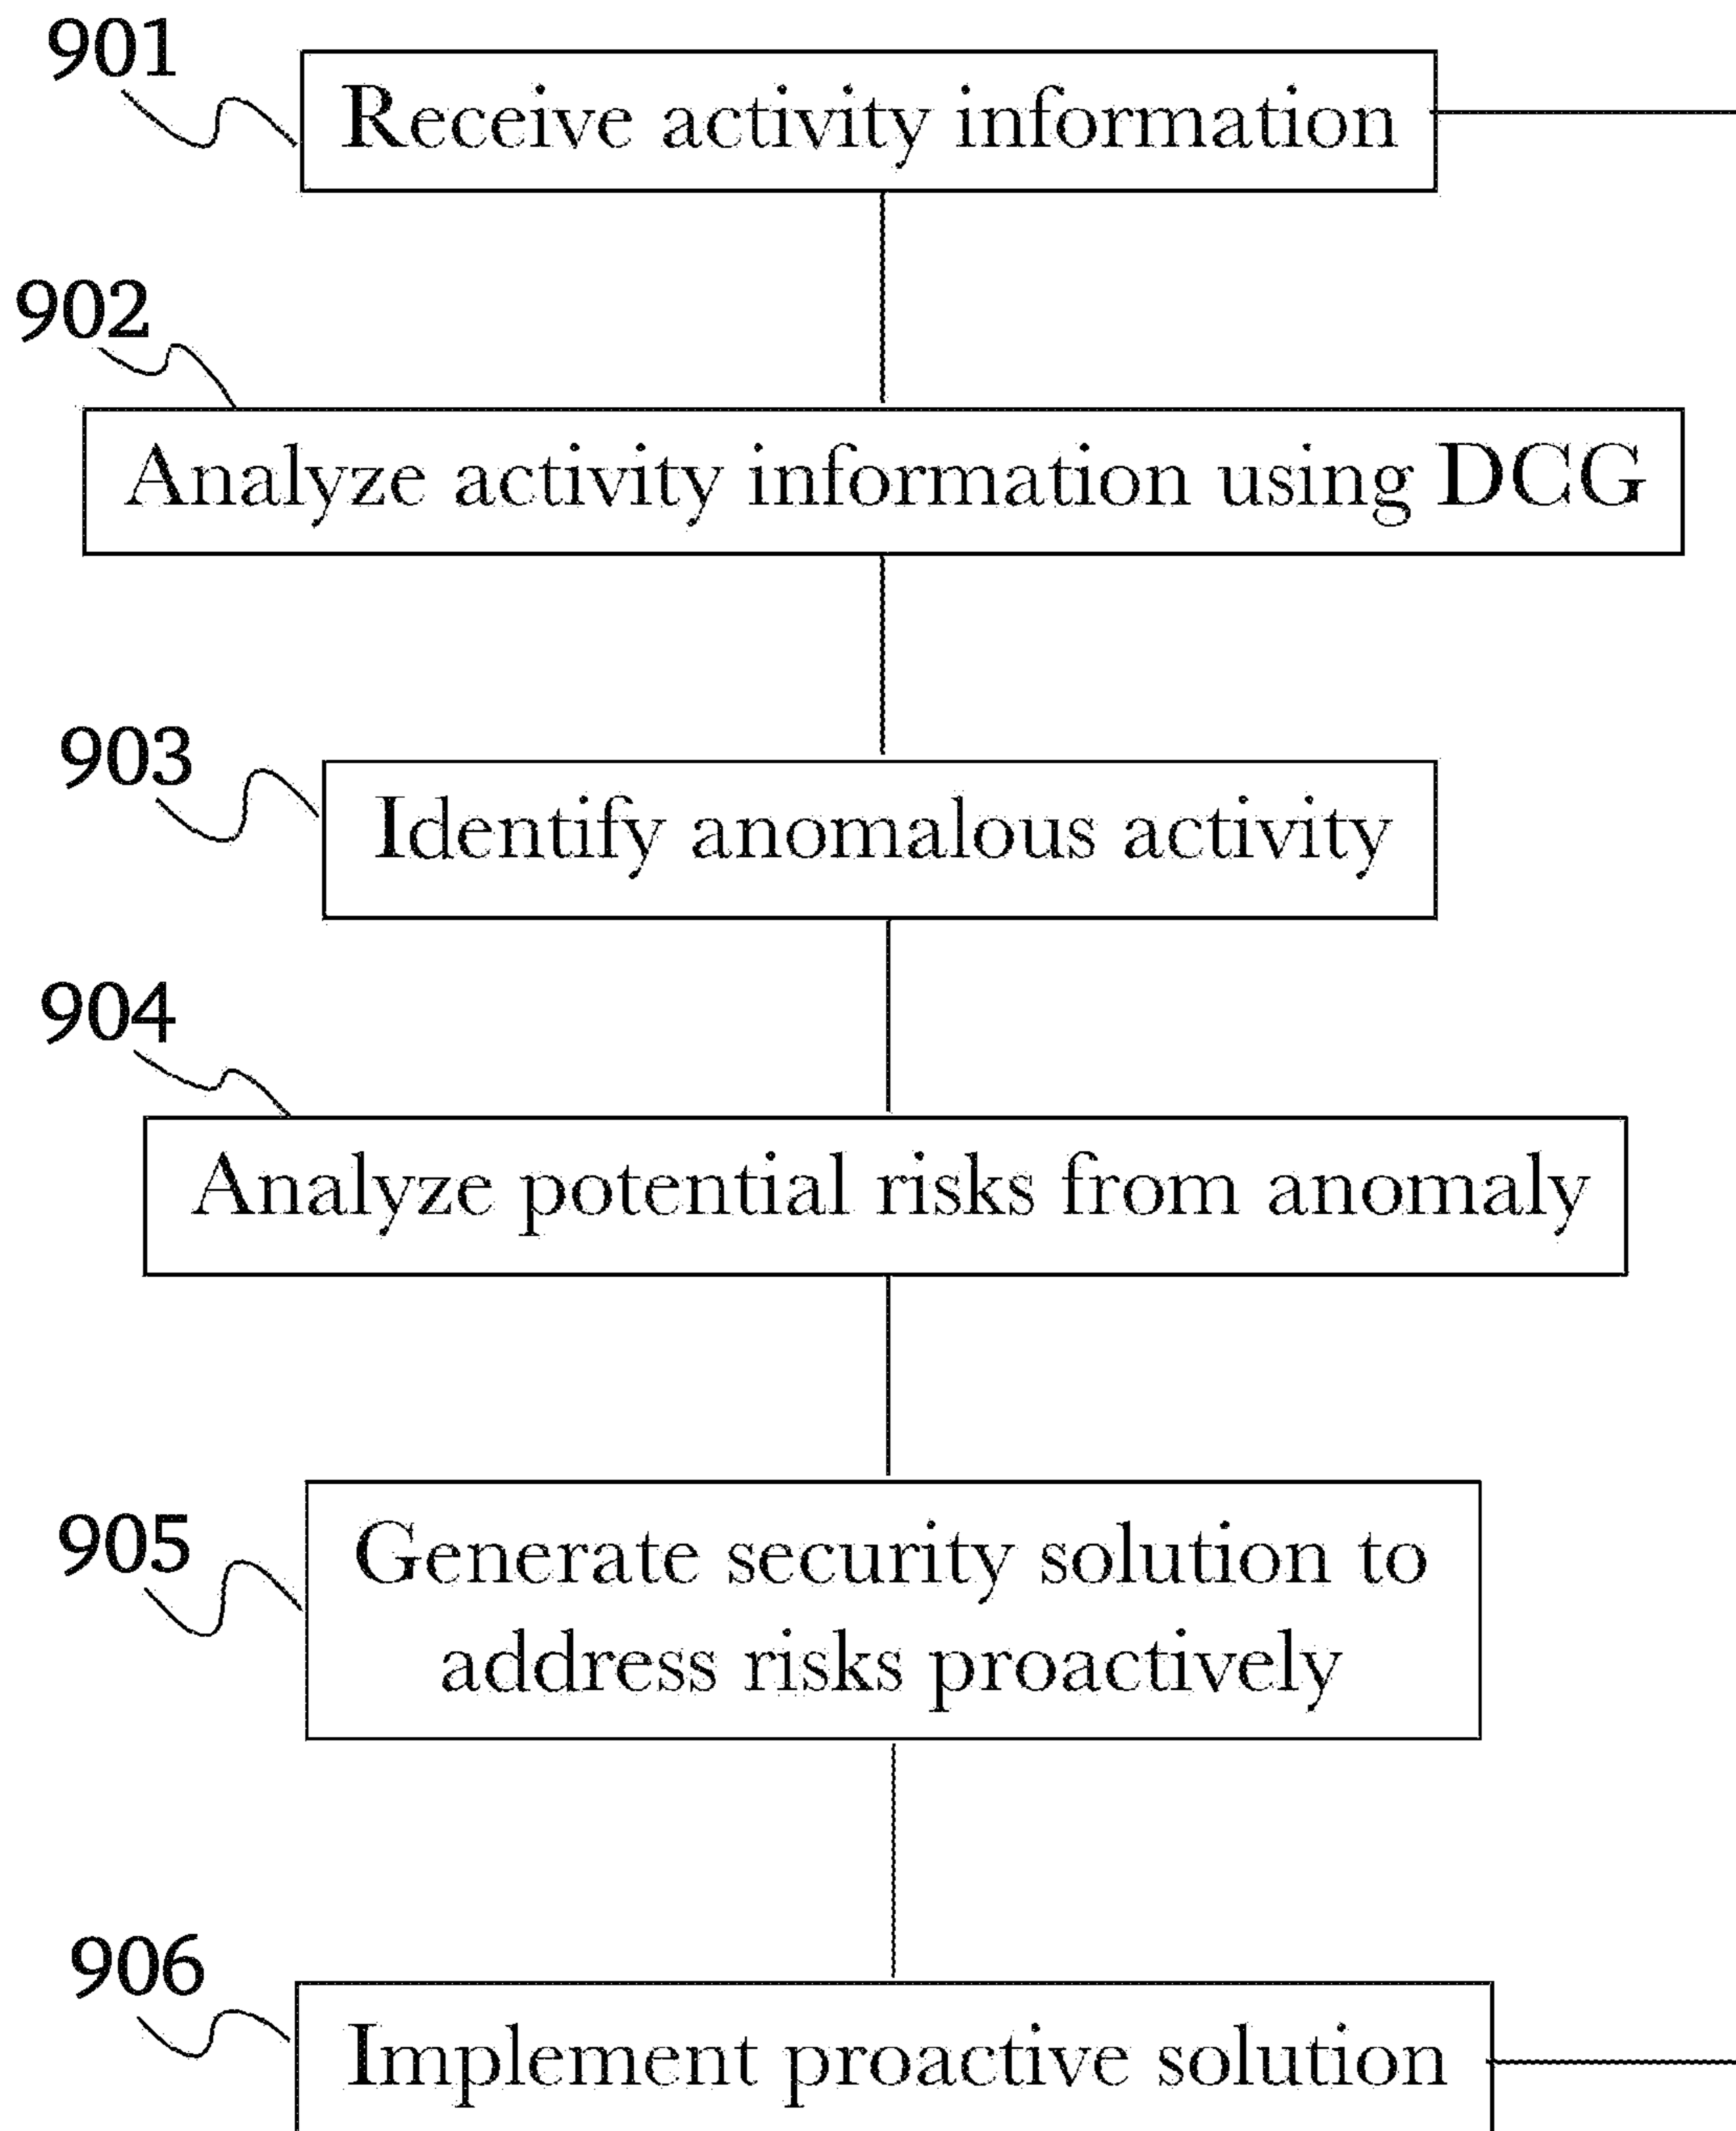 901
Receive activity information
902
Analyze activity information using DCG
903
Identify anomalous activity
904
Analyze potential risks from anomaly
905
Generate security solution to
address risks proactively
906
Implement proactive solution